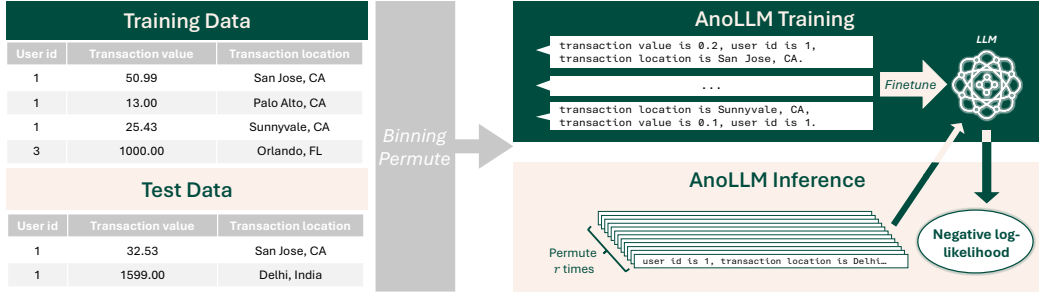 Training Data
User id Transaction value Transaction location
1 50.99 San Jose, CA
1 13.00 Palo Alto, CA
1 25.43 Sunnyvale, CA
3 1000.00 Orlando, FL
Test Data
User id Transaction value Transaction location
1 32.53 San Jose, CA
1 1599.00 Delhi, India
Binning
Permute
AnoLLM Training
transaction value is 0.2, user id is 1,
transaction location is San Jose, CA.
...
transaction location is Sunnyvale, CA,
transaction value is 0.1, user id is 1.
Finetune
LLM
AnoLLM Inference
Permute
r times
user id is 1, transaction location is Delhi…
Negative log-
likelihood